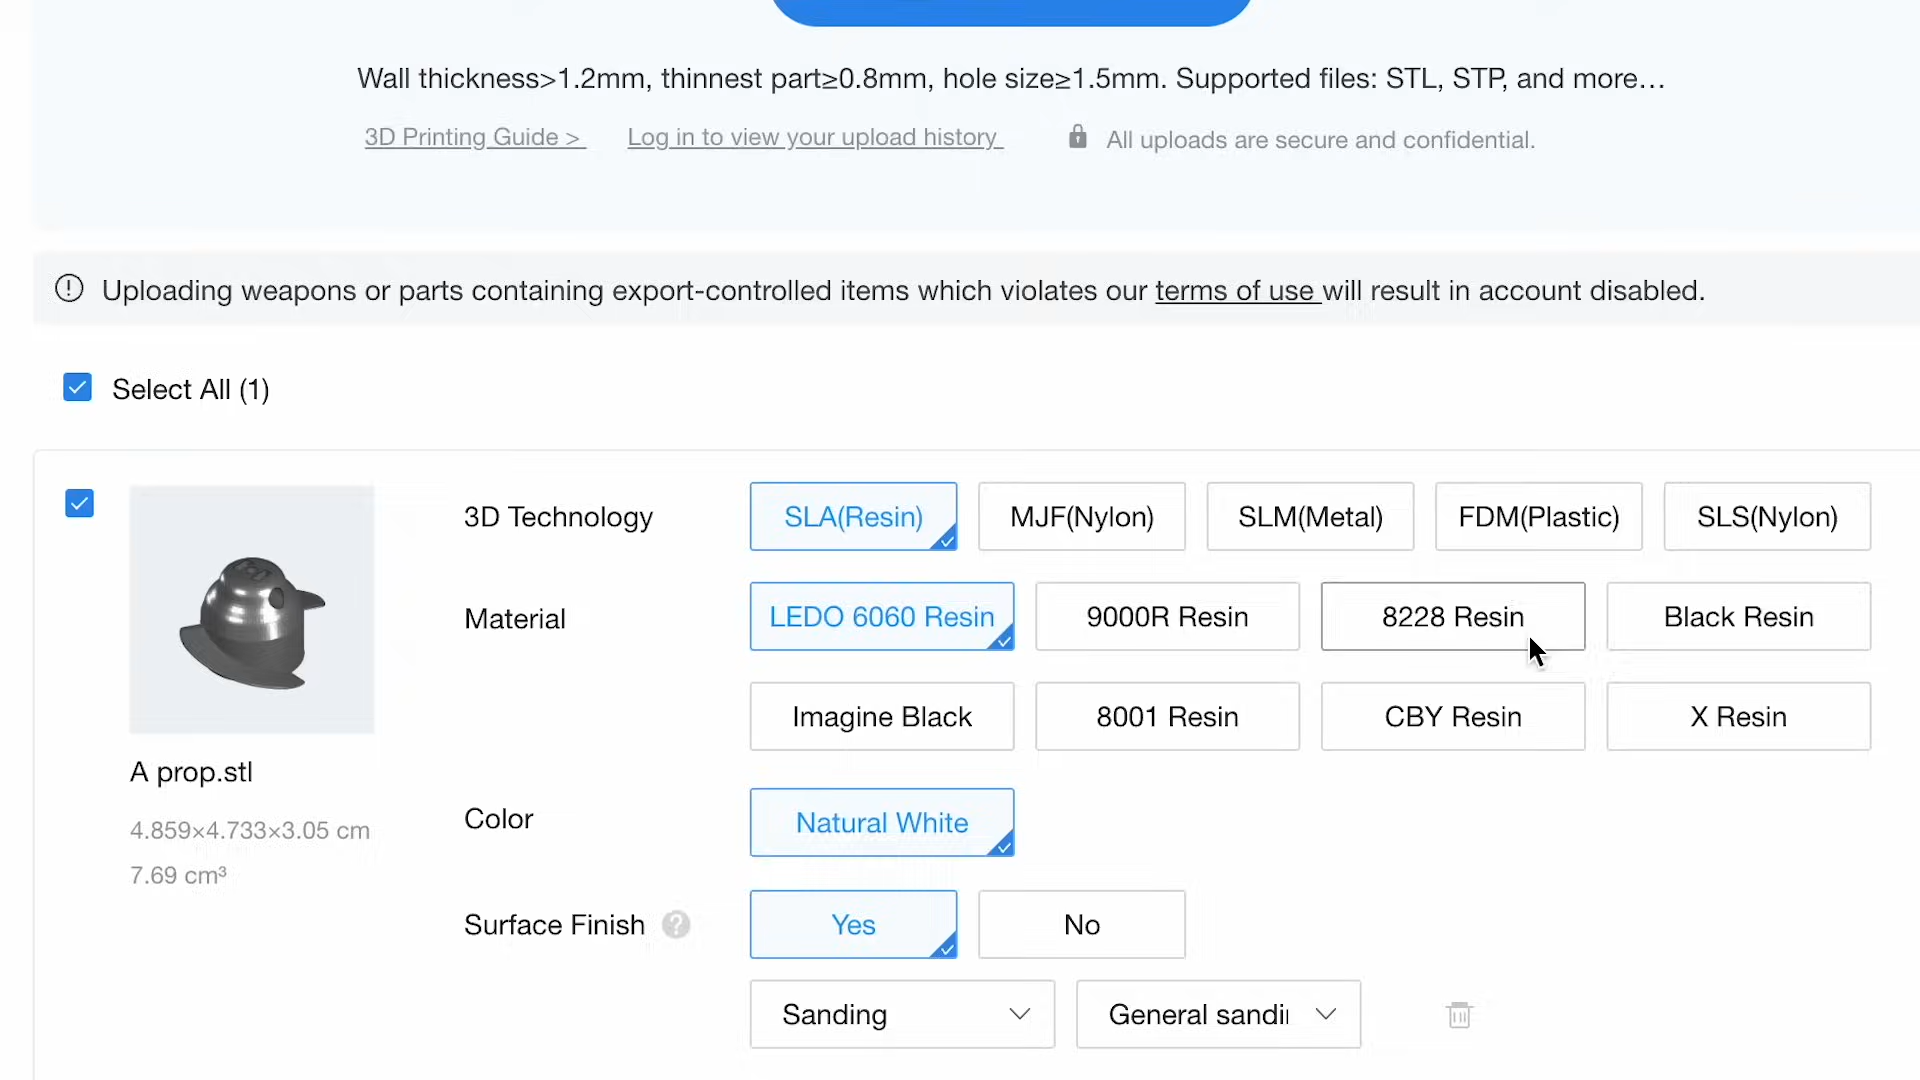 Wall thickness>1.2mm, thinnest part≥0.8mm, hole size≥1.5mm. Supported files: STL, STP, and more…
3D Printing Guide > Log in to view your upload history All uploads are secure and confidential.
Uploading weapons or parts containing export-controlled items which violates our terms of use will result in account disabled.
Select All (1)
3D Technology SLA(Resin) MJF(Nylon) SLM(Metal) FDM(Plastic) SLS(Nylon)
Material LEDO 6060 Resin 9000R Resin 8228 Resin Black Resin
Imagine Black 8001 Resin CBY Resin X Resin
A prop.stl
4.859×4.733×3.05 cm
7.69 cm³
Color Natural White
Surface Finish ? Yes No
Sanding General sandi